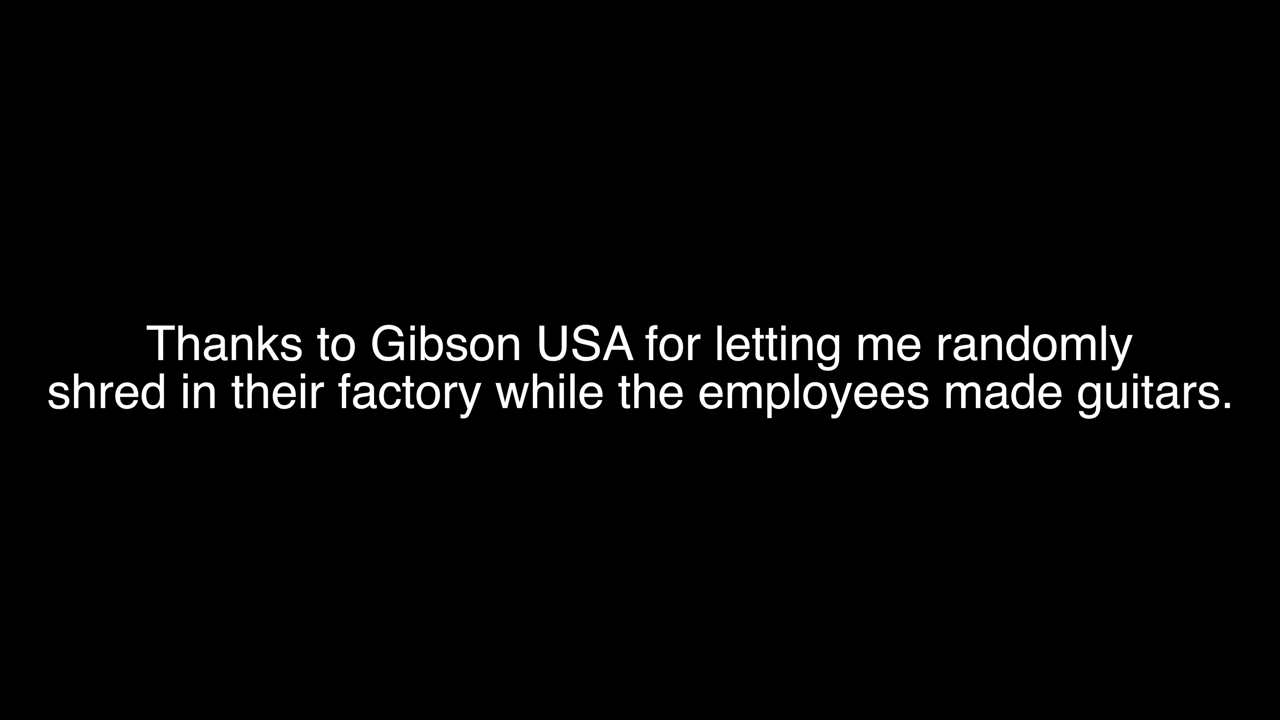 Thanks to Gibson USA for letting me randomly
shred in their factory while the employees made guitars.